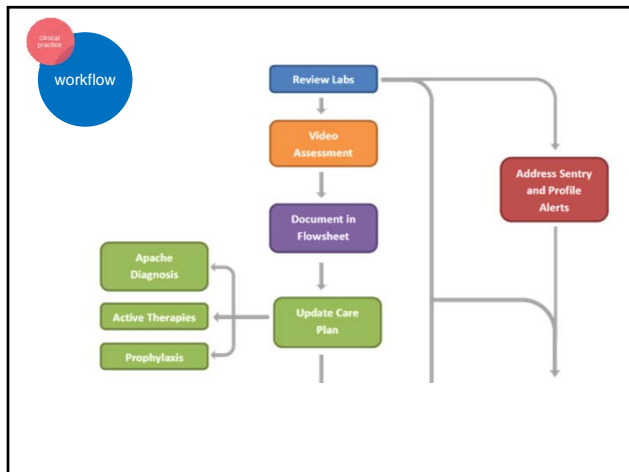 clinical
practice
workflow
Review Labs
Video
Assessment
Address Sentry
and Profile
Alerts
Document in
Flowsheet
Apache
Diagnosis
Active Therapies
Update Care
Plan
Prophylaxis